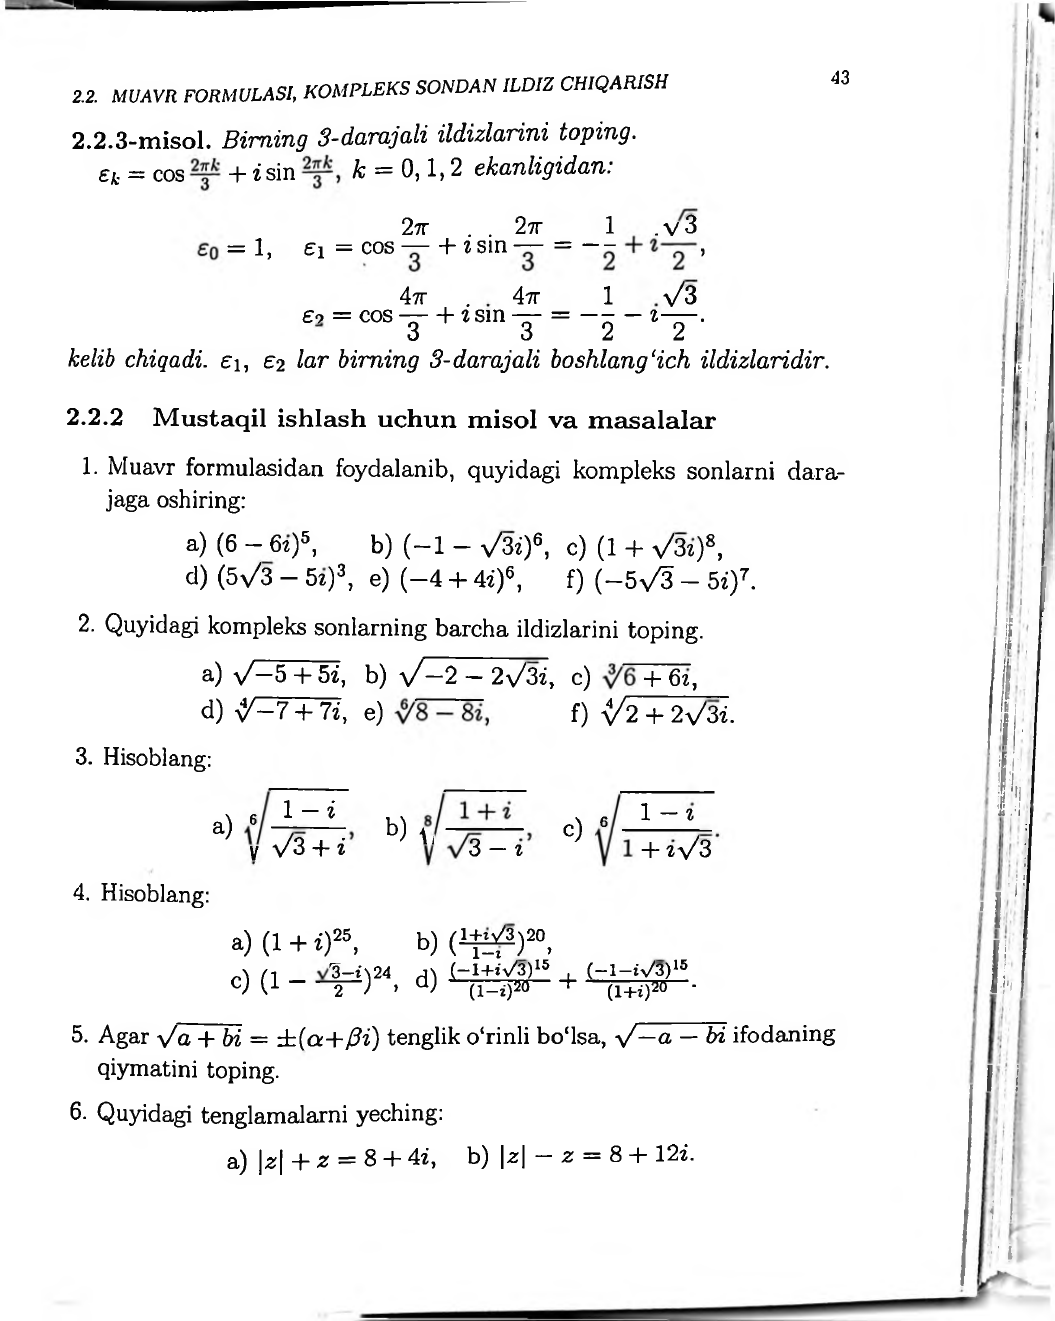 2.2. MUAVR FORMULASI, KOMPLEKS SONDAN ILDIZ CHIQARISH 43
2.2.3-misol. Birning 3-darajali ildizlarini toping.
εk = cos 2πk/3 + i sin 2πk/3, k = 0, 1, 2 ekanligidan:
ε0 = 1, ε1 = cos 2π/3 + i sin 2π/3 = −1/2 + i √3/2,
ε2 = cos 4π/3 + i sin 4π/3 = −1/2 − i √3/2.
kelib chiqadi. ε1, ε2 lar birning 3-darajali boshlang‘ich ildizlaridir.
2.2.2 Mustaqil ishlash uchun misol va masalalar
1. Muavr formulasidan foydalanib, quyidagi kompleks sonlarni dara-
jaga oshiring:
a) (6 − 6i)⁵, b) (−1 − √3i)⁶, c) (1 + √3i)⁸,
d) (5√3 − 5i)³, e) (−4 + 4i)⁶, f) (−5√3 − 5i)⁷.
2. Quyidagi kompleks sonlarning barcha ildizlarini toping.
a) √(−5 + 5i), b) √(−2 − 2√3i), c) ∛(6 + 6i),
d) ∜(−7 + 7i), e) ⁶√(8 − 8i), f) ∜(2 + 2√3i).
3. Hisoblang:
a) ⁶√((1 − i)/(√3 + i)), b) ⁸√((1 + i)/(√3 − i)), c) ⁶√((1 − i)/(1 + i√3)).
4. Hisoblang:
a) (1 + i)²⁵, b) ((1+i√3)/(1−i))²⁰,
c) (1 − (√3−i)/2)²⁴, d) (−1+i√3)¹⁵/(1−i)²⁰ + (−1−i√3)¹⁵/(1+i)²⁰.
5. Agar √(a + bi) = ±(α+βi) tenglik o‘rinli bo‘lsa, √(−a − bi) ifodaning
qiymatini toping.
6. Quyidagi tenglamalarni yeching:
a) |z| + z = 8 + 4i, b) |z| − z = 8 + 12i.